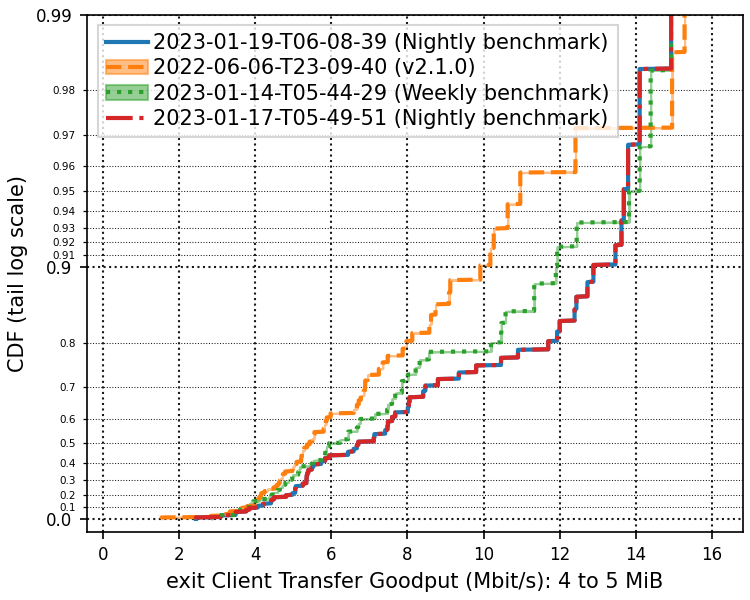 0.99
2023-01-19-T06-08-39 (Nightly benchmark)
2022-06-06-T23-09-40 (v2.1.0)
2023-01-14-T05-44-29 (Weekly benchmark)
2023-01-17-T05-49-51 (Nightly benchmark)
0.98
0.97
0.96
0.95
0.94
0.93
0.92
0.91
0.9
0.8
0.7
0.6
0.5
0.4
0.3
0.2
0.1
0.0
CDF (tail log scale)
0 2 4 6 8 10 12 14 16
exit Client Transfer Goodput (Mbit/s): 4 to 5 MiB